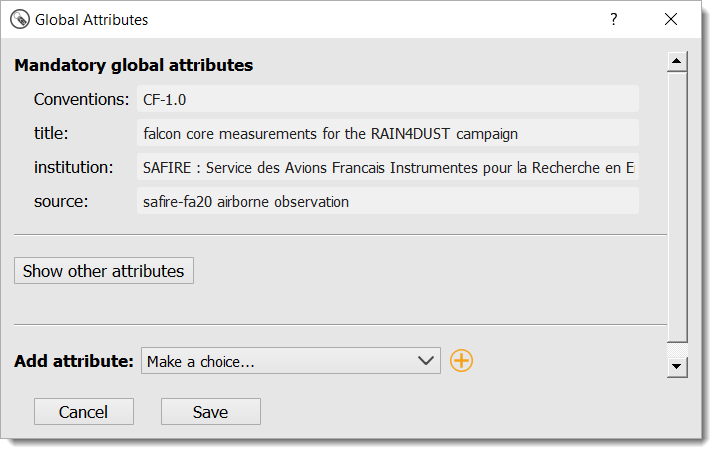 Global Attributes
?
Mandatory global attributes
Conventions: CF-1.0
title: falcon core measurements for the RAIN4DUST campaign
institution: SAFIRE : Service des Avions Francais Instrumentes pour la Recherche en E
source: safire-fa20 airborne observation
Show other attributes
Add attribute: Make a choice...
Cancel Save